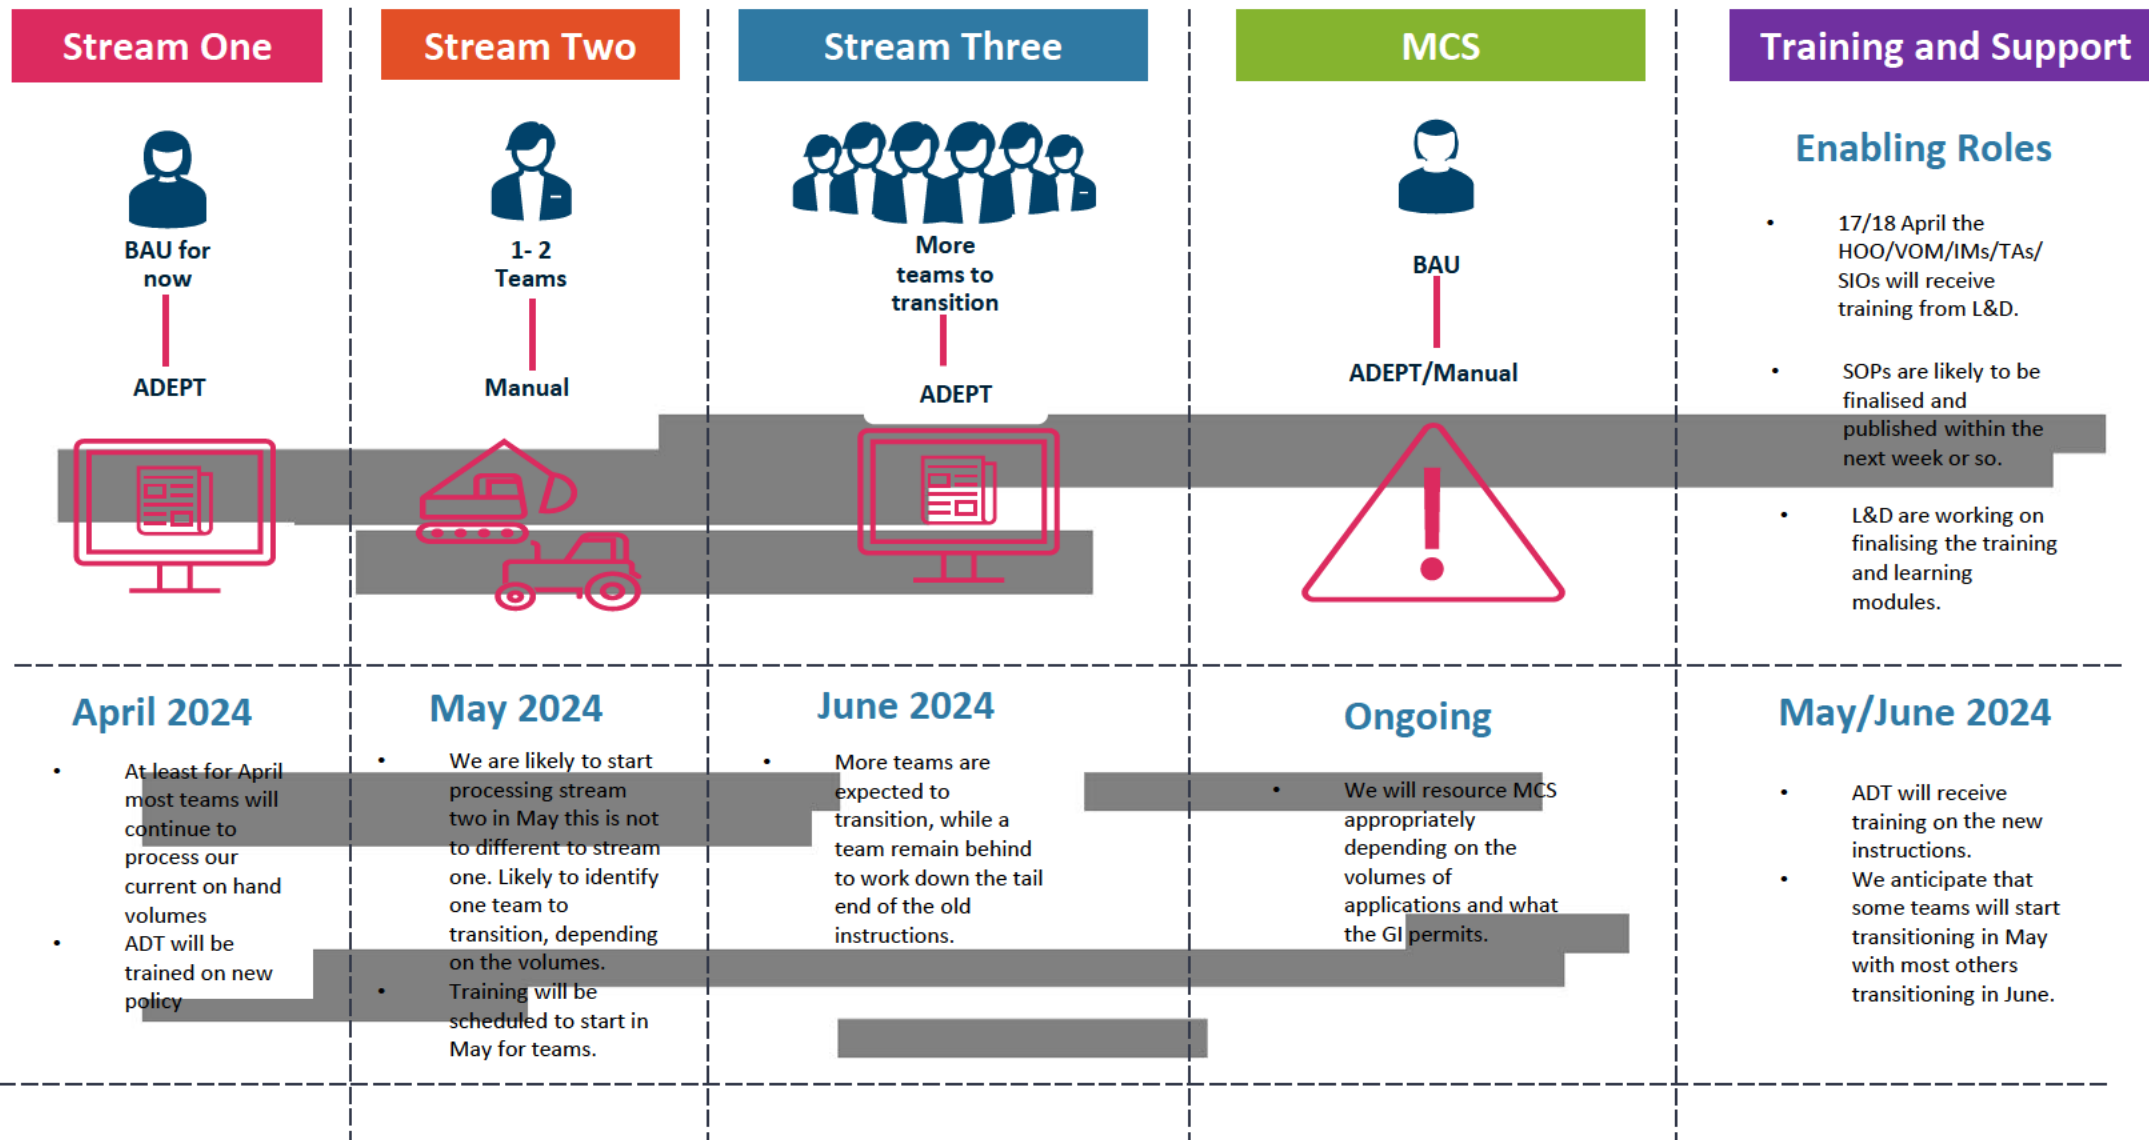 Stream One
Stream Two
Stream Three
MCS
Training and Support
BAU for
now
ADEPT
1- 2
Teams
Manual
More
teams to
transition
ADEPT
BAU
ADEPT/Manual
Enabling Roles
• 17/18 April the
HOO/VOM/IMs/TAs/
SIOs will receive
training from L&D.
• SOPs are likely to be
finalised and
published within the
next week or so.
• L&D are working on
finalising the training
and learning
modules.
April 2024
• At least for April
most teams will
continue to
process our
current on hand
volumes
• ADT will be
trained on new
policy
May 2024
• We are likely to start
processing stream
two in May this is not
to different to stream
one. Likely to identify
one team to
transition, depending
on the volumes.
• Training will be
scheduled to start in
May for teams.
June 2024
• More teams are
expected to
transition, while a
team remain behind
to work down the tail
end of the old
instructions.
Ongoing
• We will resource MCS
appropriately
depending on the
volumes of
applications and what
the GI permits.
May/June 2024
• ADT will receive
training on the new
instructions.
• We anticipate that
some teams will start
transitioning in May
with most others
transitioning in June.